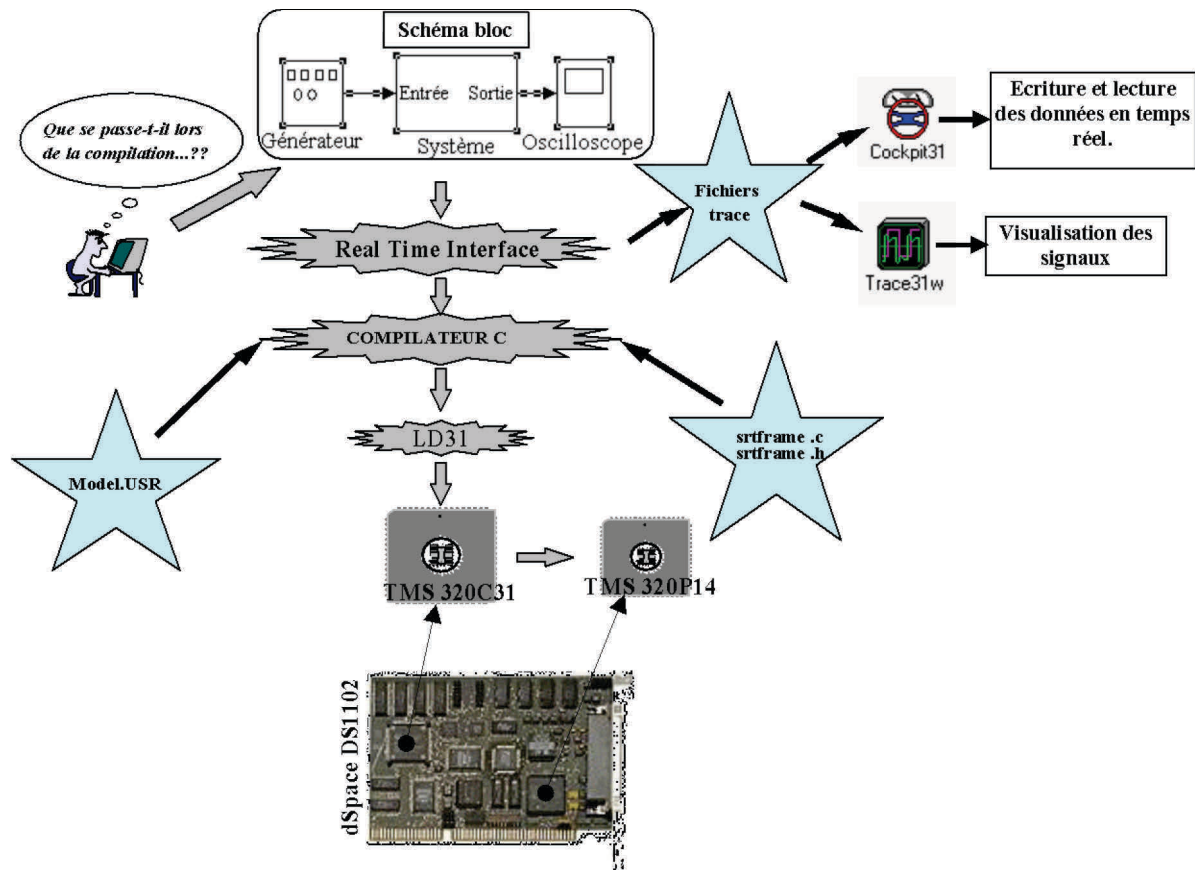 Schéma bloc
Entrée
Sortie
Générateur
Système
Oscilloscope
Que se passe-t-il lors
de la compilation...??
Fichiers
trace
Cockpit31
Ecriture et lecture
des données en temps
réel.
Trace31w
Visualisation des
signaux
Real Time Interface
COMPILATEUR C
LD31
Model.USR
srtframe .c
srtframe .h
TMS 320C31
TMS 320P14
dSpace DS1102